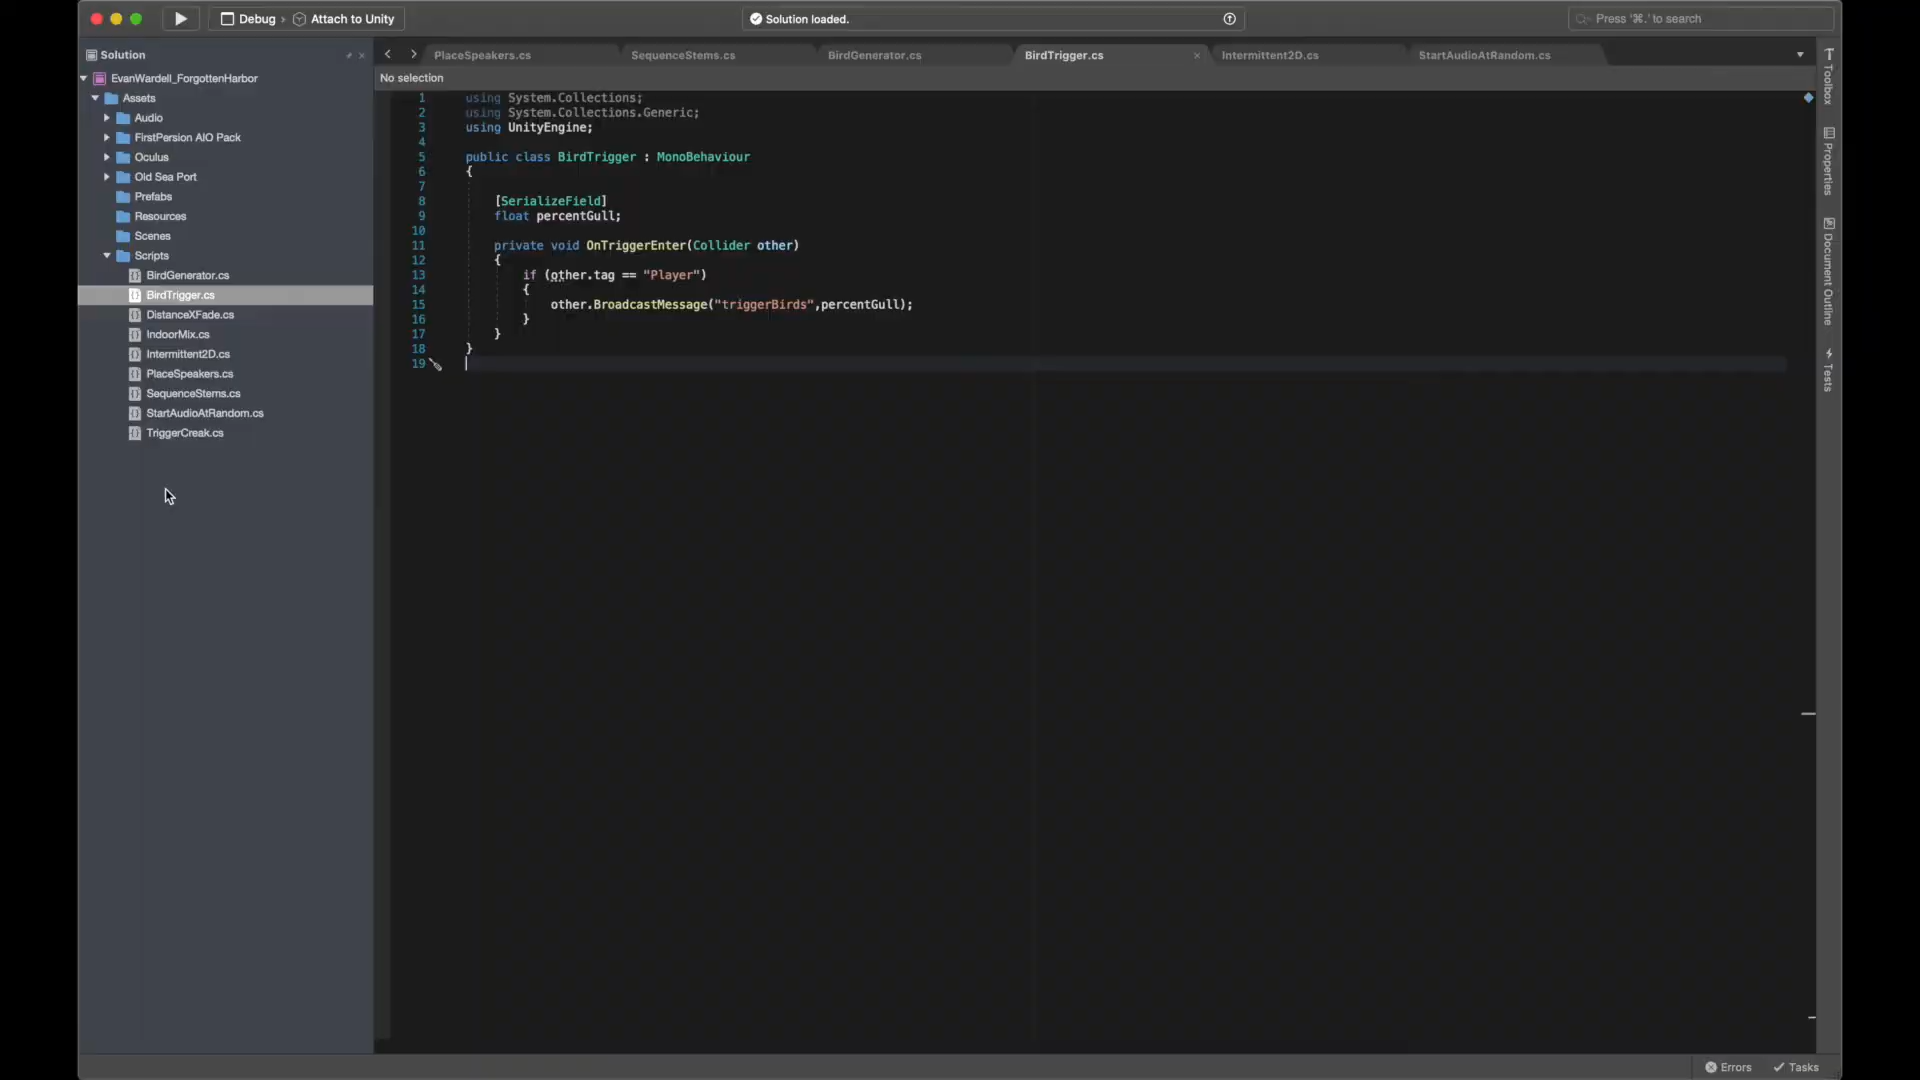 Debug › Attach to Unity
Solution loaded.
Press '⌘.' to search
Solution
EvanWardell_ForgottenHarbor
Assets
Audio
FirstPersion AIO Pack
Oculus
Old Sea Port
Prefabs
Resources
Scenes
Scripts
BirdGenerator.cs
BirdTrigger.cs
DistanceXFade.cs
IndoorMix.cs
Intermittent2D.cs
PlaceSpeakers.cs
SequenceStems.cs
StartAudioAtRandom.cs
TriggerCreak.cs
PlaceSpeakers.cs SequenceStems.cs BirdGenerator.cs BirdTrigger.cs Intermittent2D.cs StartAudioAtRandom.cs
No selection
1 using System.Collections;
2 using System.Collections.Generic;
3 using UnityEngine;
4
5 public class BirdTrigger : MonoBehaviour
6 {
7
8 [SerializeField]
9 float percentGull;
10
11 private void OnTriggerEnter(Collider other)
12 {
13 if (other.tag == "Player")
14 {
15 other.BroadcastMessage("triggerBirds",percentGull);
16 }
17 }
18 }
19
Toolbox
Properties
Document Outline
Tests
Errors Tasks